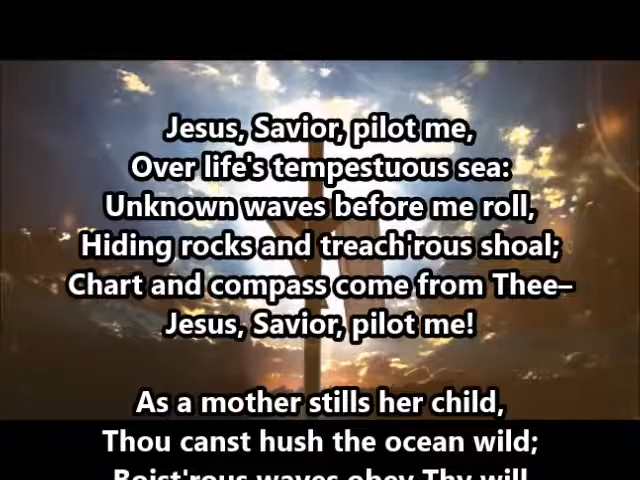 Jesus, Savior, pilot me,
Over life's tempestuous sea:
Unknown waves before me roll,
Hiding rocks and treach'rous shoal;
Chart and compass come from Thee–
Jesus, Savior, pilot me!
As a mother stills her child,
Thou canst hush the ocean wild;
Boist'rous waves obey Thy will